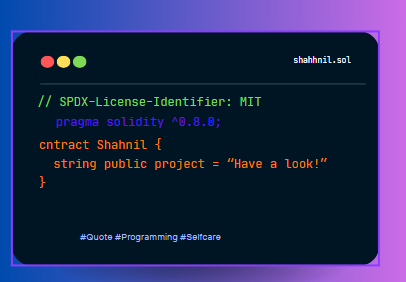 shahhnil.sol
// SPDX-License-Identifier: MIT
pragma solidity ^0.8.0;
cntract Shahnil {
string public project = “Have a look!”
}
#Quote #Programming #Selfcare